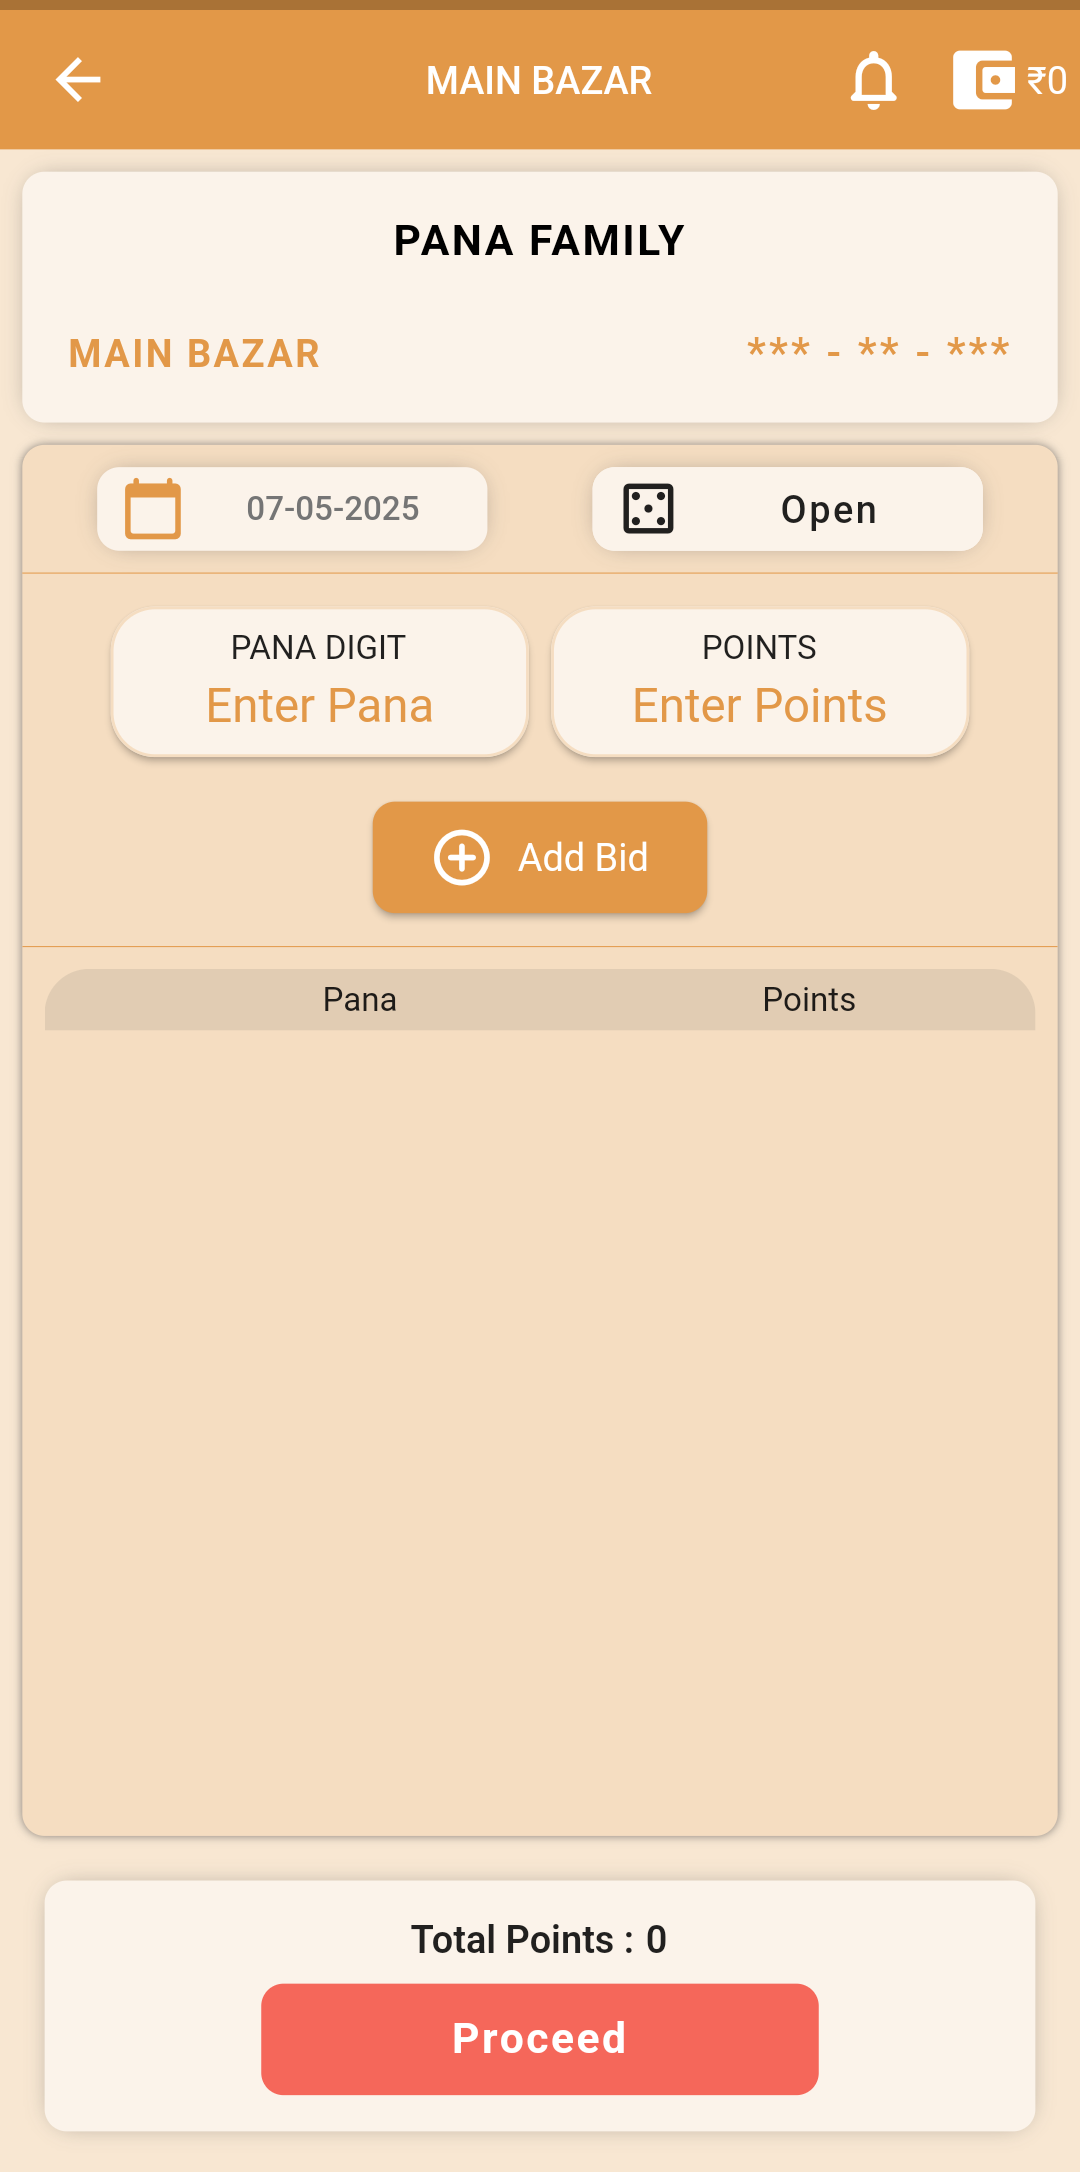 MAIN BAZAR ₹0
PANA FAMILY
MAIN BAZAR *** - ** - ***
07-05-2025 Open
PANA DIGIT POINTS
Enter Pana Enter Points
Add Bid
Pana Points
Total Points : 0
Proceed